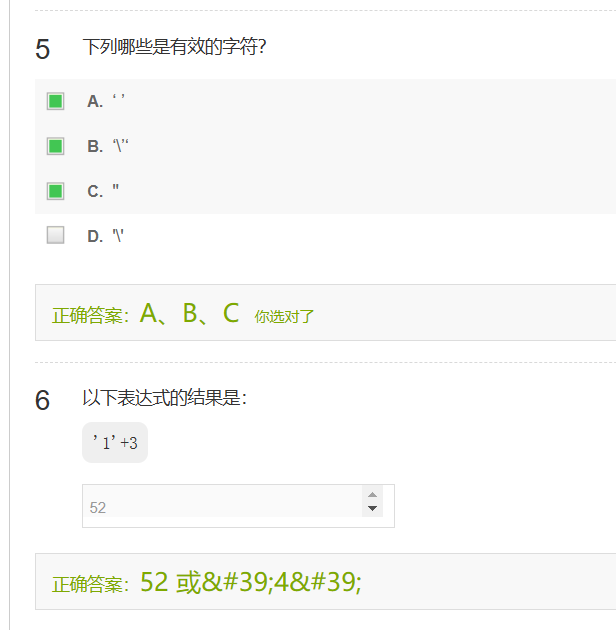 5 下列哪些是有效的字符?
A. ‘ ’
B. ‘\’‘
C. ''
D. '\'
正确答案：A、B、C 你选对了
6 以下表达式的结果是：
’1’+3
52
正确答案：52 或&#39;4&#39;